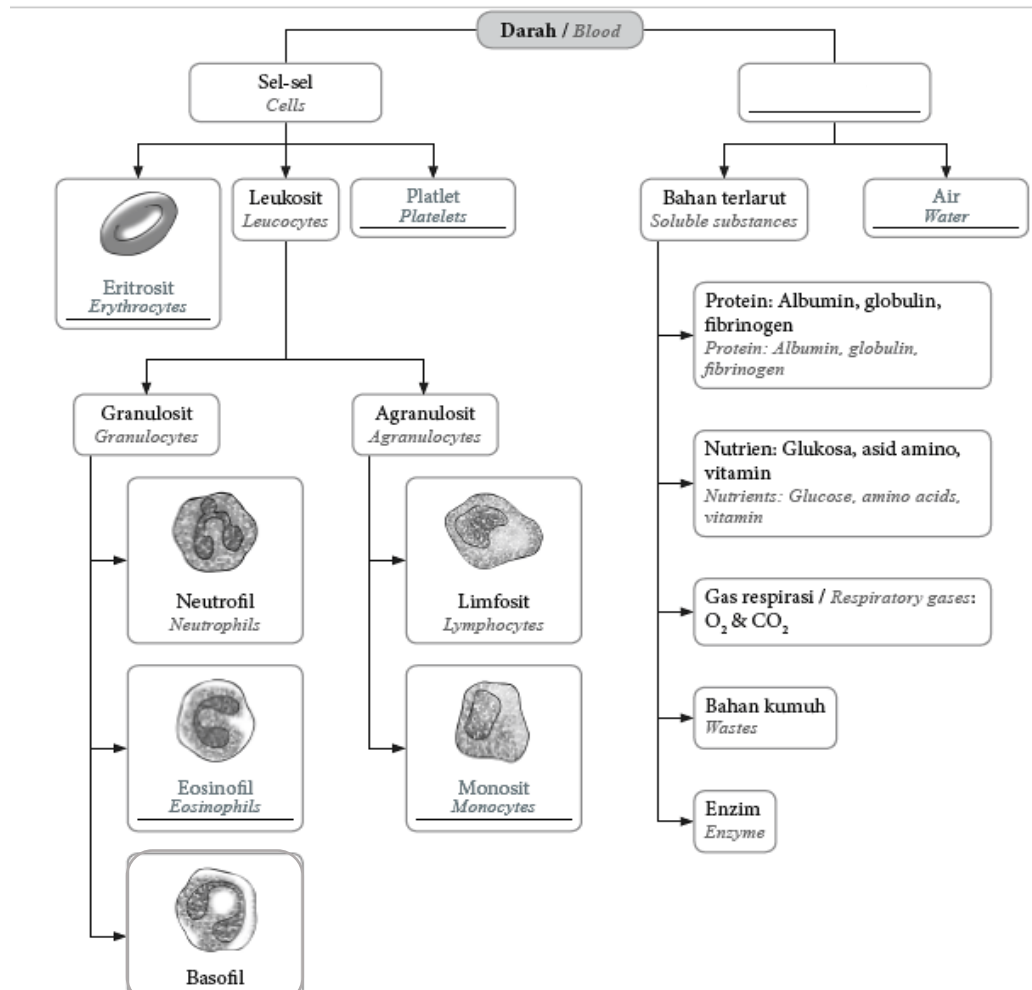 Darah / Blood
Sel-sel
Cells
Eritrosit
Erythrocytes
Leukosit
Leucocytes
Platlet
Platelets
Bahan terlarut
Soluble substances
Air
Water
Granulosit
Granulocytes
Agranulosit
Agranulocytes
Neutrofil
Neutrophils
Eosinofil
Eosinophils
Basofil
Limfosit
Lymphocytes
Monosit
Monocytes
Protein: Albumin, globulin,
fibrinogen
Protein: Albumin, globulin,
fibrinogen
Nutrien: Glukosa, asid amino,
vitamin
Nutrients: Glucose, amino acids,
vitamin
Gas respirasi / Respiratory gases:
O₂ & CO₂
Bahan kumuh
Wastes
Enzim
Enzyme